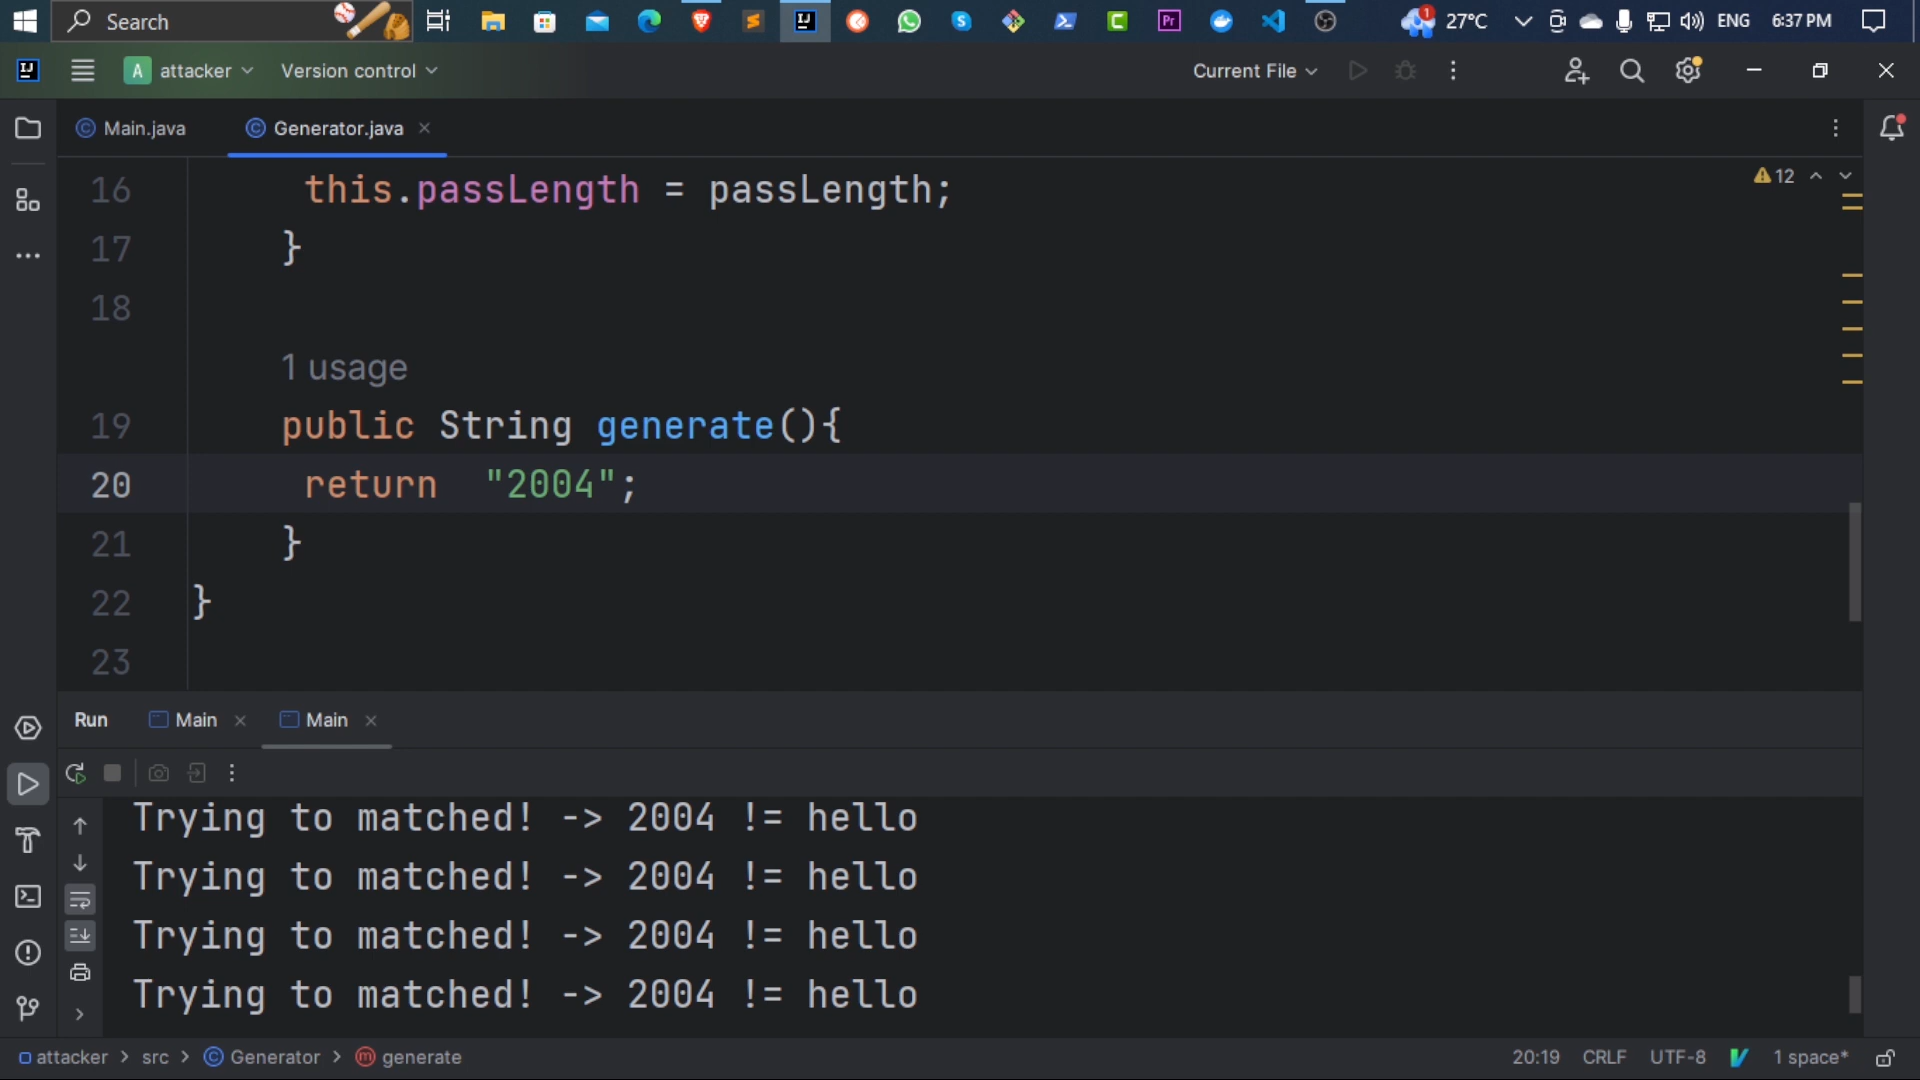 Search
1
27°C
ENG
6:37 PM
A attacker
Version control
Current File
Main.java
Generator.java
12
16 this.passLength = passLength;
17 }
18
1 usage
19 public String generate(){
20 return "2004";
21 }
22 }
23
Run
Main
Main
Trying to matched! -> 2004 != hello
Trying to matched! -> 2004 != hello
Trying to matched! -> 2004 != hello
Trying to matched! -> 2004 != hello
attacker > src > Generator > generate
20:19 CRLF UTF-8 1 space*